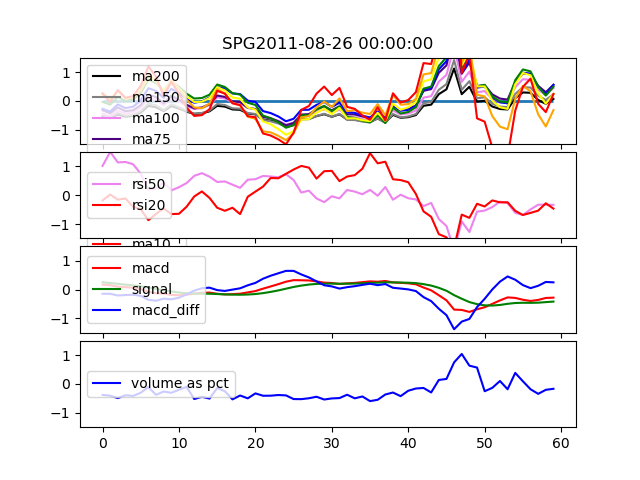 SPG2011-08-26 00:00:00
1
0
−1
ma200
ma150
ma100
ma75
1
0
−1
rsi50
rsi20
ma10
1
0
−1
macd
signal
macd_diff
1
0
−1
volume as pct
0 10 20 30 40 50 60